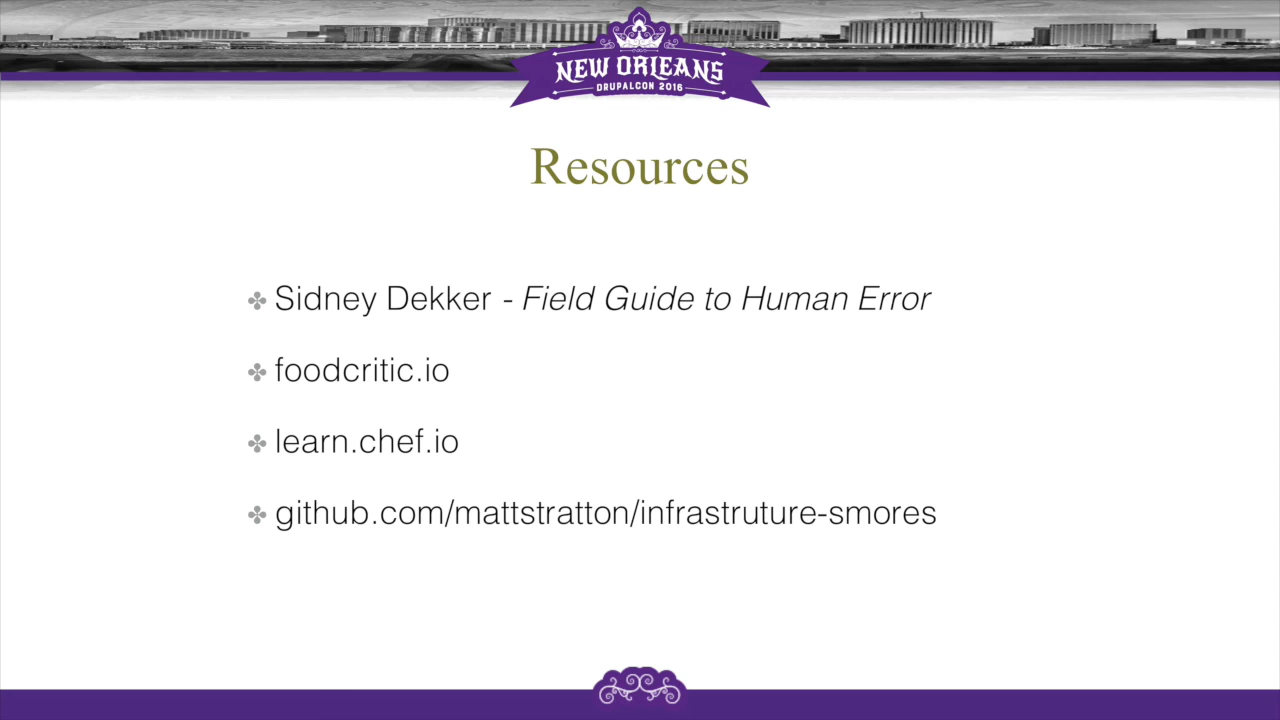 NEW ORLEANS
DRUPALCON 2016
Resources
Sidney Dekker - Field Guide to Human Error
foodcritic.io
learn.chef.io
github.com/mattstratton/infrastruture-smores